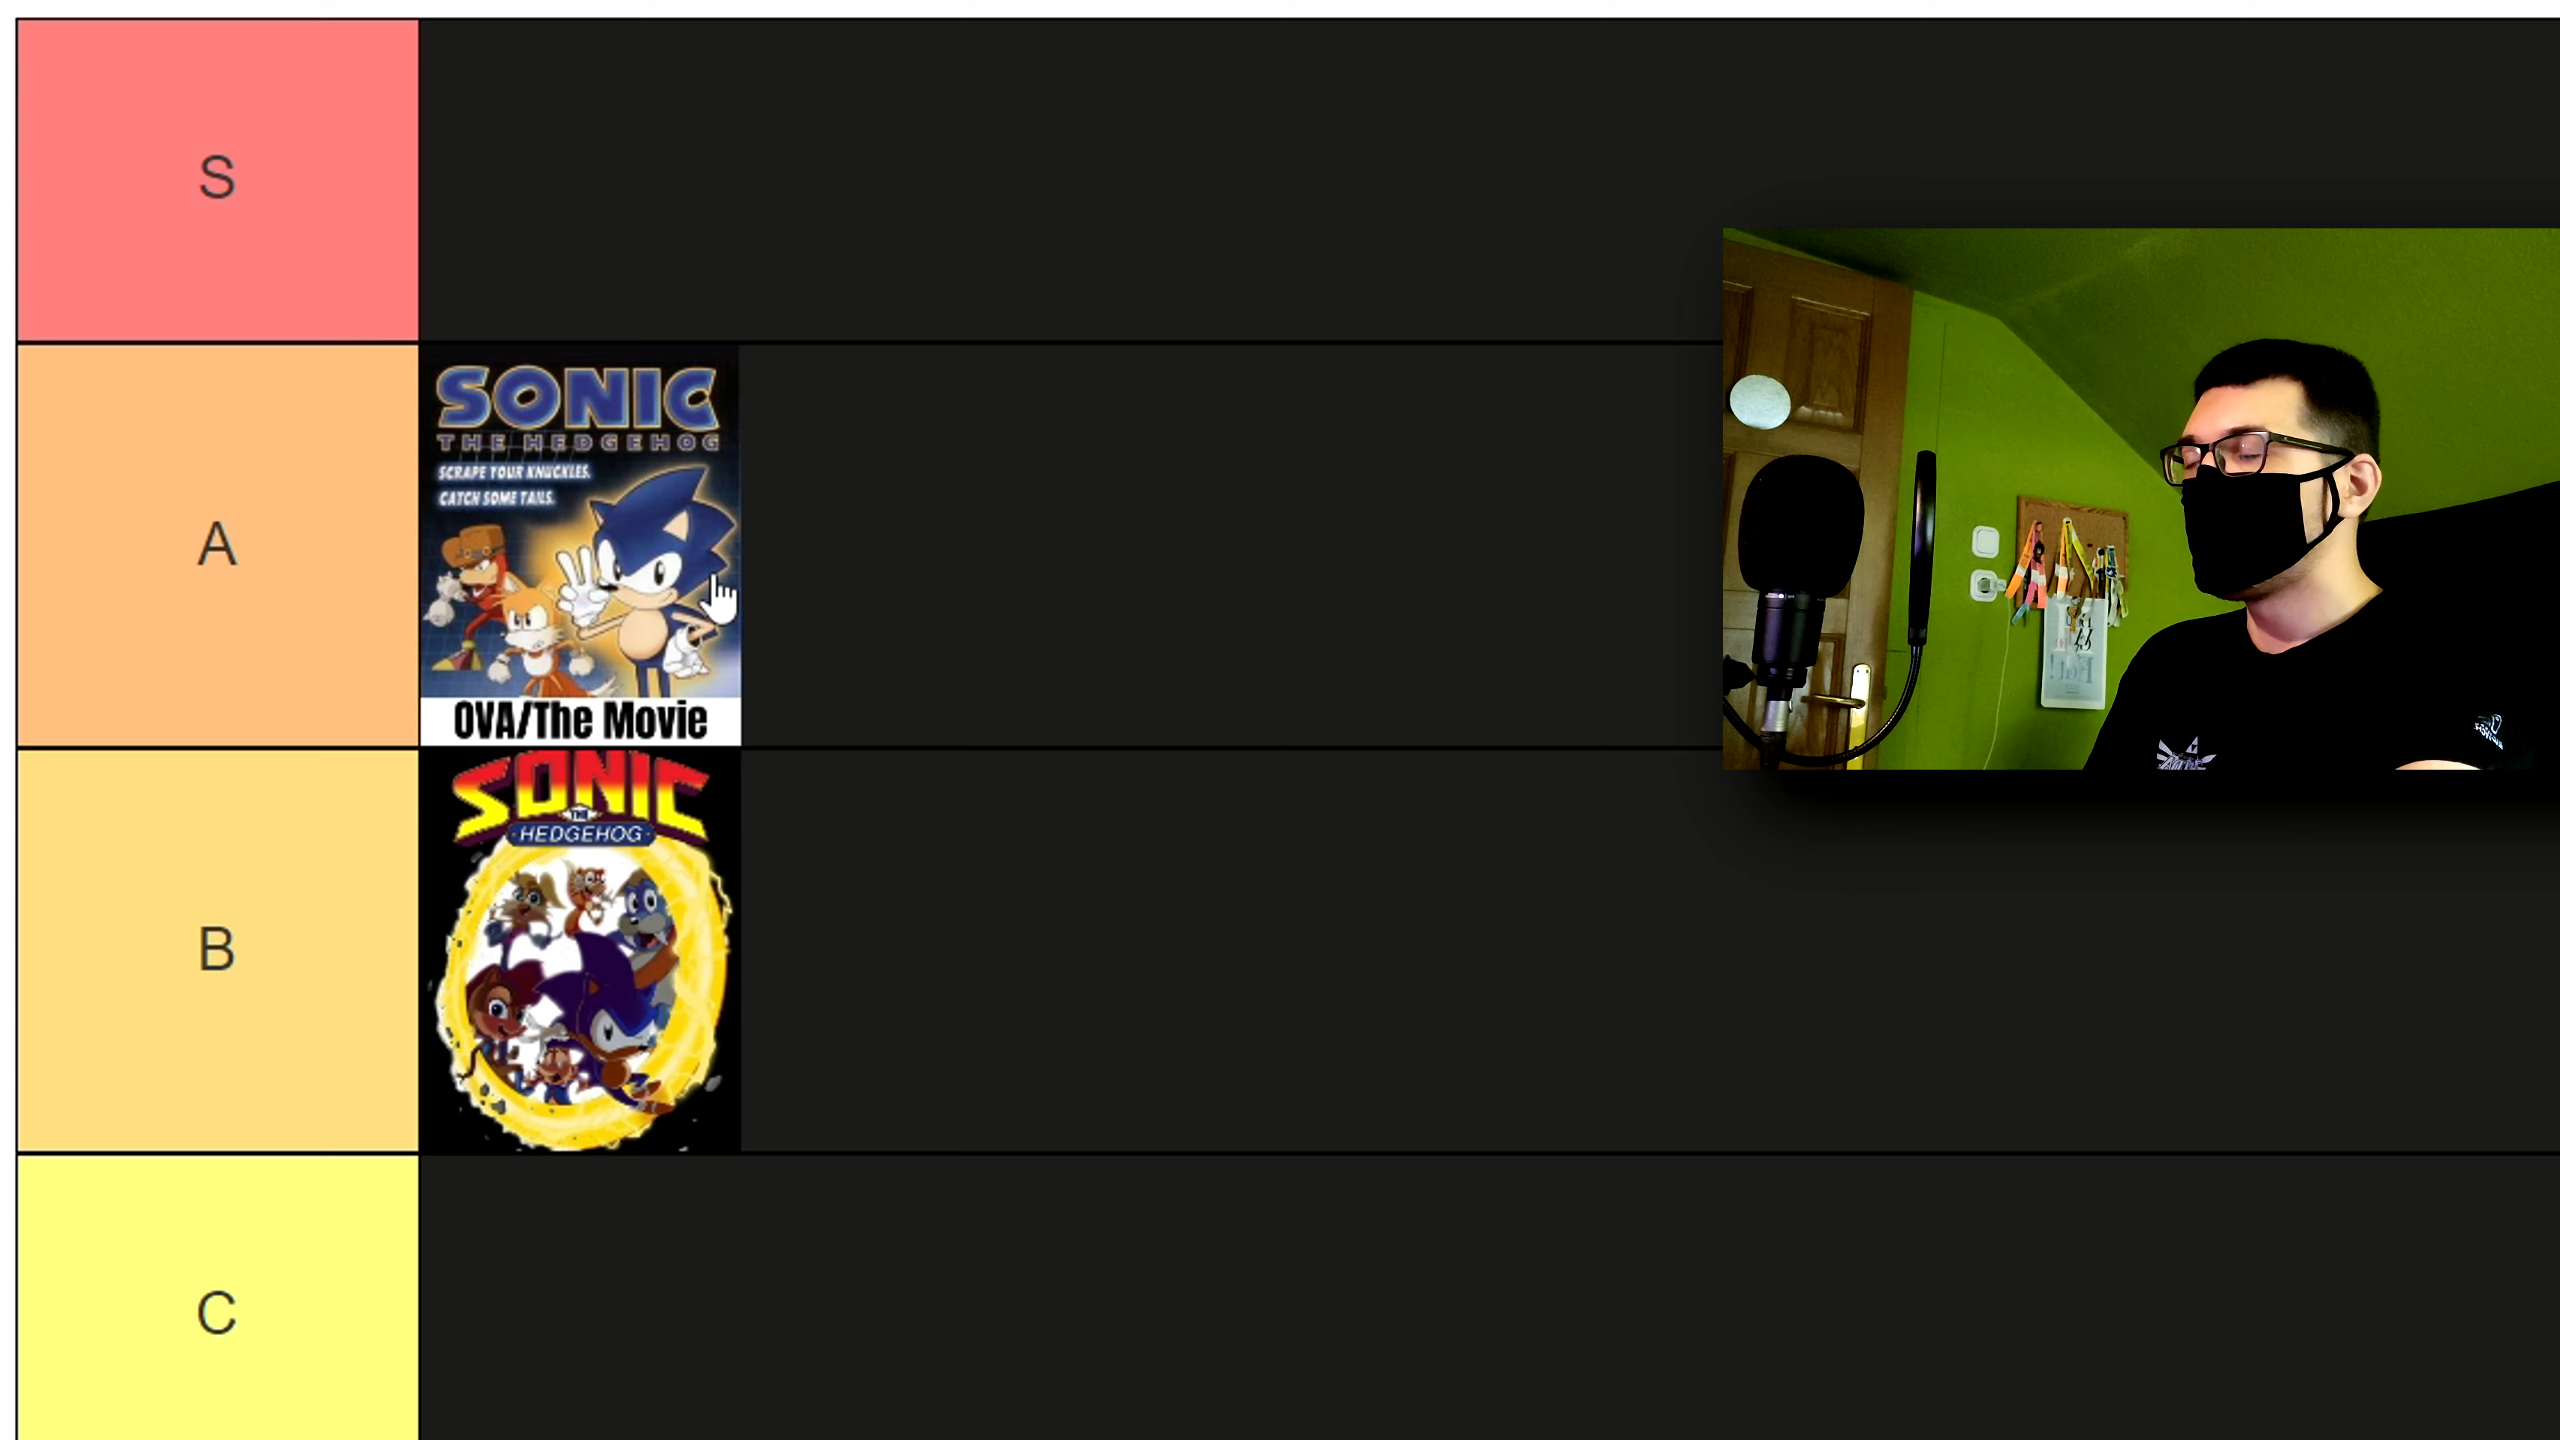 S
A
SONIC
THE HEDGEHOG
SCRAPE YOUR KNUCKLES.
CATCH SOME TAILS.
OVA/The Movie
B
SONIC
THE
HEDGEHOG
C